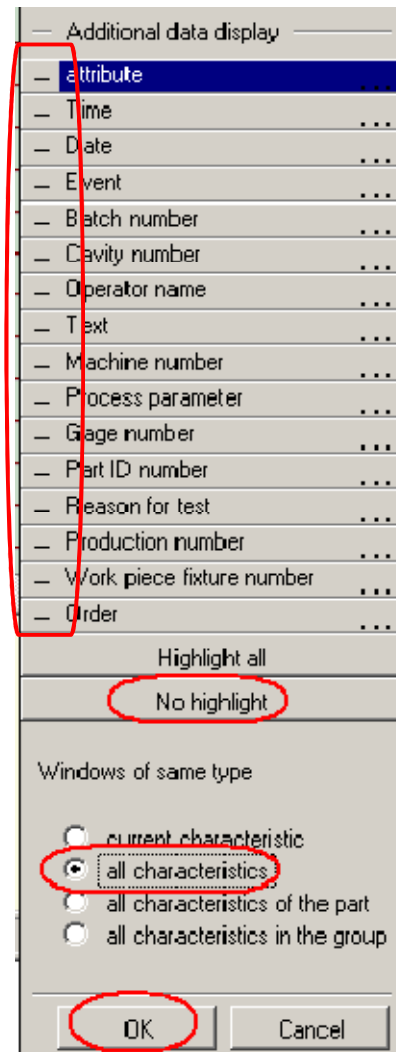 Additional data display
attribute ...
Time ...
Date ...
Event ...
Batch number ...
Cavity number ...
Operator name ...
Text ...
Machine number ...
Process parameter ...
Gage number ...
Part ID number ...
Reason for test ...
Production number ...
Work piece fixture number ...
Order ...
Highlight all
No highlight
Windows of same type
current characteristic
all characteristics
all characteristics of the part
all characteristics in the group
OK Cancel